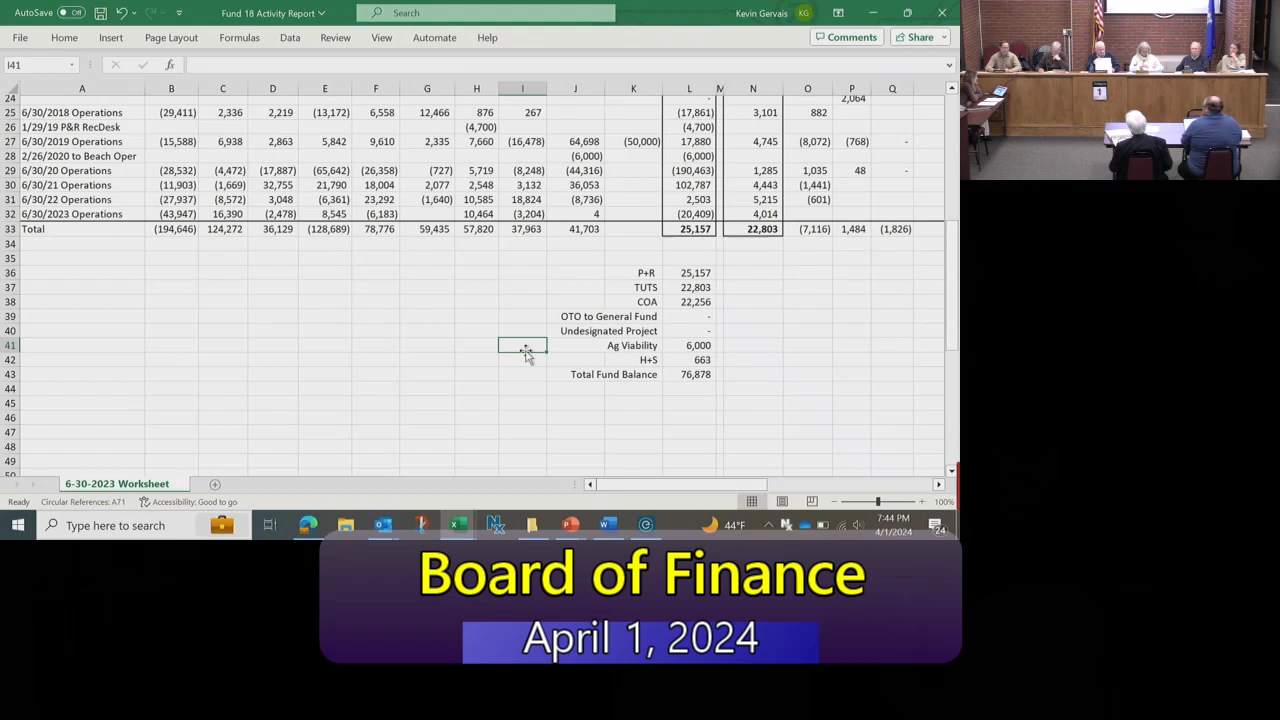 AutoSave Off Fund 18 Activity Report Search Kevin Gervais KG
File Home Insert Page Layout Formulas Data Review View Automate Help Comments Share
I41 fx
A B C D E F G H I J K L M N O P Q
24 - 2,064
25 6/30/2018 Operations (29,411) 2,336 2,219 (13,172) 6,558 12,466 876 267 (17,861) 3,101 882
26 1/29/19 P&R RecDesk (4,700) (4,700)
27 6/30/2019 Operations (15,588) 6,938 2,863 5,842 9,610 2,335 7,660 (16,478) 64,698 (50,000) 17,880 4,745 (8,072) (768) -
28 2/26/2020 to Beach Oper (6,000) (6,000)
29 6/30/20 Operations (28,532) (4,472) (17,887) (65,642) (26,358) (727) 5,719 (8,248) (44,316) (190,463) 1,285 1,035 48 -
30 6/30/21 Operations (11,903) (1,669) 32,755 21,790 18,004 2,077 2,548 3,132 36,053 102,787 4,443 (1,441)
31 6/30/22 Operations (27,937) (8,572) 3,048 (6,361) 23,292 (1,640) 10,585 18,824 (8,736) 2,503 5,215 (601)
32 6/30/2023 Operations (43,947) 16,390 (2,478) 8,545 (6,183) 10,464 (3,204) 4 (20,409) 4,014
33 Total (194,646) 124,272 36,129 (128,689) 78,776 59,435 57,820 37,963 41,703 25,157 22,803 (7,116) 1,484 (1,826)
34
35
36 P+R 25,157
37 TUTS 22,803
38 COA 22,256
39 OTO to General Fund -
40 Undesignated Project -
41 Ag Viability 6,000
42 H+S 663
43 Total Fund Balance 76,878
44
45
46
47
48
49
50
6-30-2023 Worksheet
Ready Circular References: A71 Accessibility: Good to go 100%
Type here to search 44°F 7:44 PM
4/1/2024 24
Board of Finance
April 1, 2024